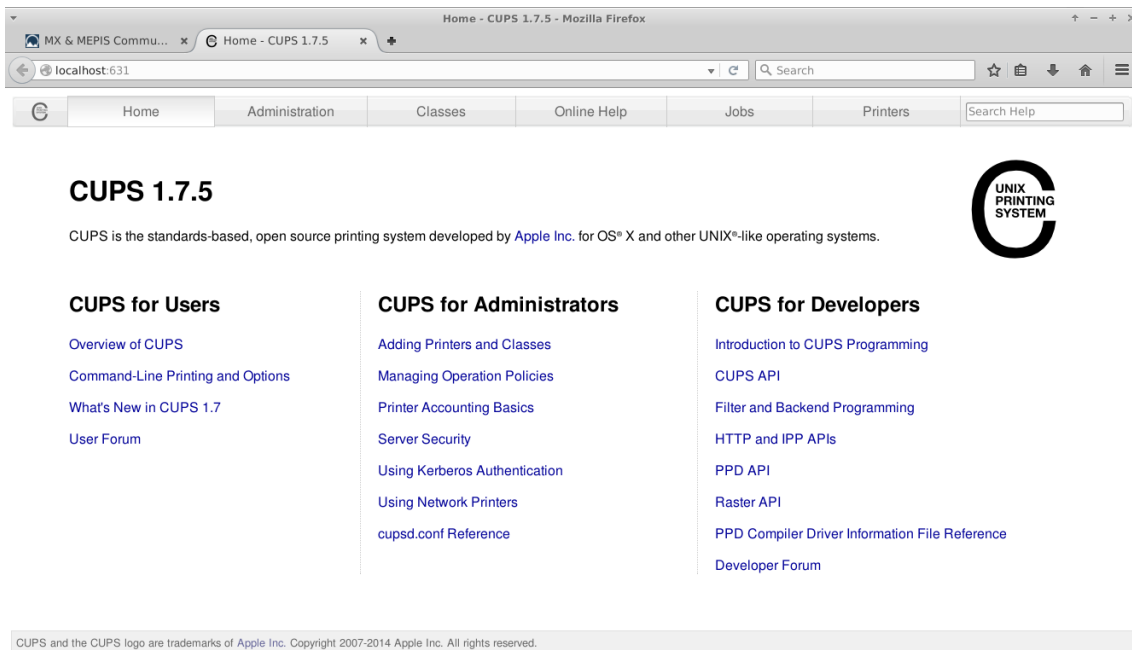 Home - CUPS 1.7.5 - Mozilla Firefox
MX & MEPIS Commu... Home - CUPS 1.7.5
localhost:631 Search
Home Administration Classes Online Help Jobs Printers Search Help
CUPS 1.7.5
UNIX
PRINTING
SYSTEM
CUPS is the standards-based, open source printing system developed by Apple Inc. for OS® X and other UNIX®-like operating systems.
CUPS for Users
Overview of CUPS
Command-Line Printing and Options
What's New in CUPS 1.7
User Forum
CUPS for Administrators
Adding Printers and Classes
Managing Operation Policies
Printer Accounting Basics
Server Security
Using Kerberos Authentication
Using Network Printers
cupsd.conf Reference
CUPS for Developers
Introduction to CUPS Programming
CUPS API
Filter and Backend Programming
HTTP and IPP APIs
PPD API
Raster API
PPD Compiler Driver Information File Reference
Developer Forum
CUPS and the CUPS logo are trademarks of Apple Inc. Copyright 2007-2014 Apple Inc. All rights reserved.